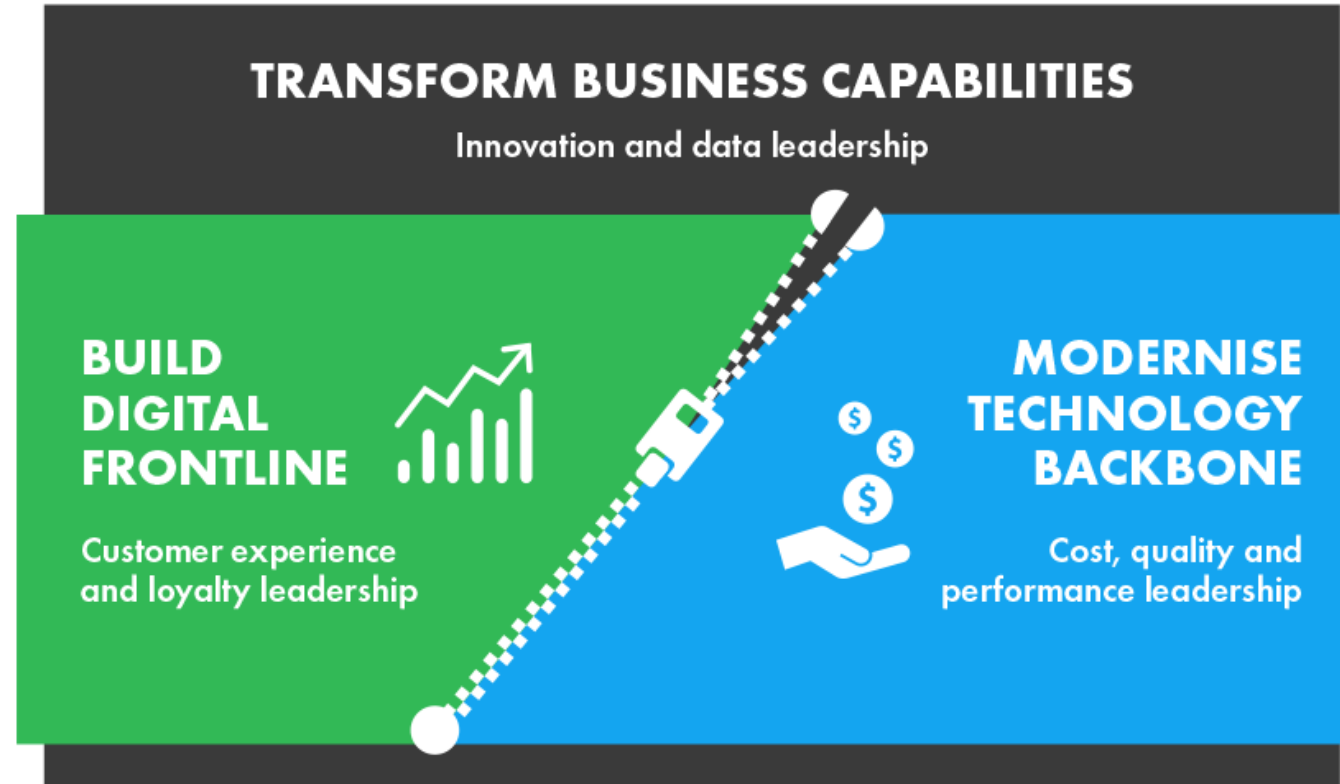 TRANSFORM BUSINESS CAPABILITIES
Innovation and data leadership
BUILD
DIGITAL
FRONTLINE
Customer experience
and loyalty leadership
MODERNISE
TECHNOLOGY
BACKBONE
$
$
$
Cost, quality and
performance leadership